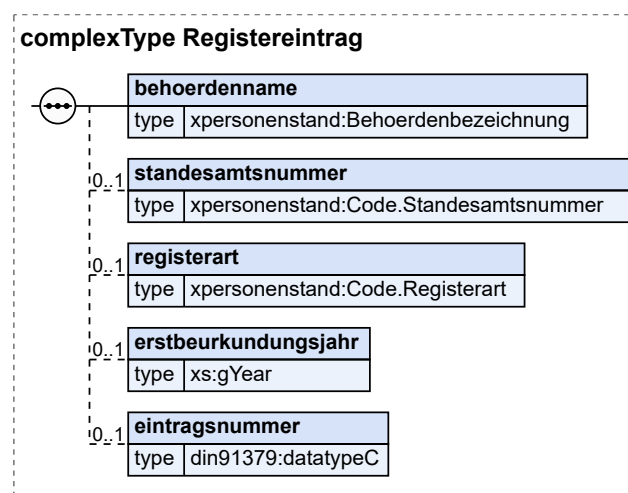 complexType Registereintrag
behoerdenname
type xpersonenstand:Behoerdenbezeichnung
0..1 standesamtsnummer
type xpersonenstand:Code.Standesamtsnummer
0..1 registerart
type xpersonenstand:Code.Registerart
0..1 erstbeurkundungsjahr
type xs:gYear
0..1 eintragsnummer
type din91379:datatypeC